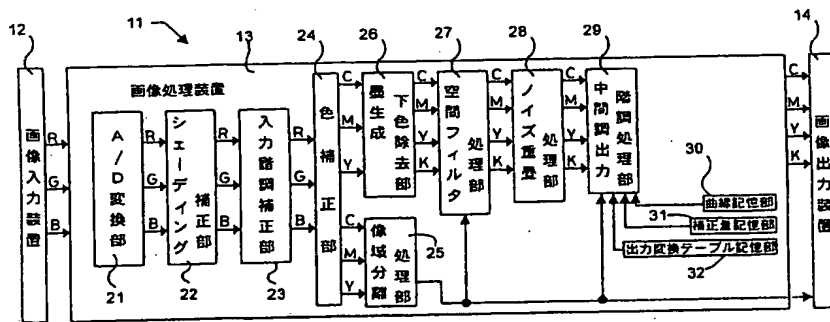 11
12
13
24
26
27
28
29
14
画像処理装置
画像入力装置
R
G
B
A/D変換部
21
R
G
B
シェーディング補正部
22
R
G
B
入力階調補正部
23
R
G
B
色補正部
C
M
Y
墨生成下色除去部
C
M
Y
K
空間フィルタ処理部
C
M
Y
K
ノイズ重畳処理部
C
M
Y
K
中間調出力階調処理部
C
M
Y
K
画像出力装置
C
M
Y
像域分離処理部
25
30
曲線記憶部
31
補正量記憶部
出力変換テーブル記憶部
32